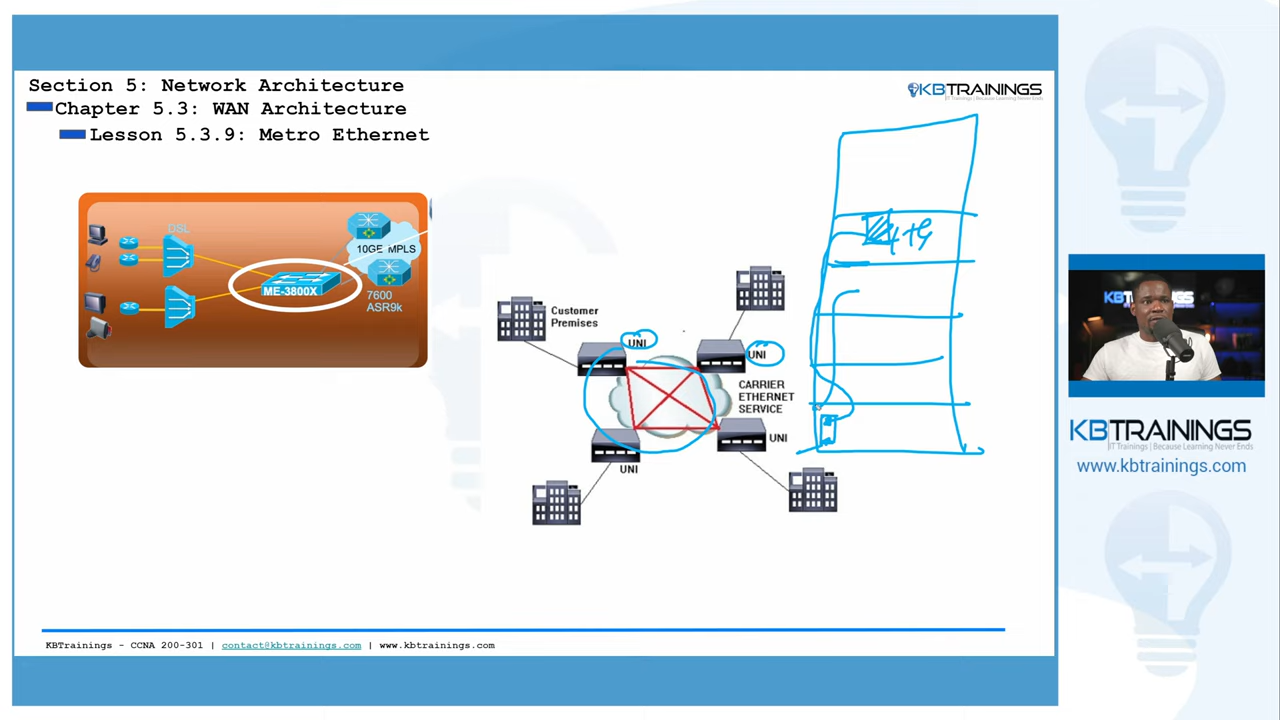 Section 5: Network Architecture
Chapter 5.3: WAN Architecture
Lesson 5.3.9: Metro Ethernet
KBTRAININGS
IT Trainings | Because Learning Never Ends
DSL
10GE MPLS
ME-3800X
7600
ASR9k
Customer
Premises
UNI
UNI
CARRIER
ETHERNET
SERVICE
UNI
UNI
KBTRAININGS
IT Trainings | Because Learning Never Ends
www.kbtrainings.com
KBTrainings - CCNA 200-301 | contact@kbtrainings.com | www.kbtrainings.com